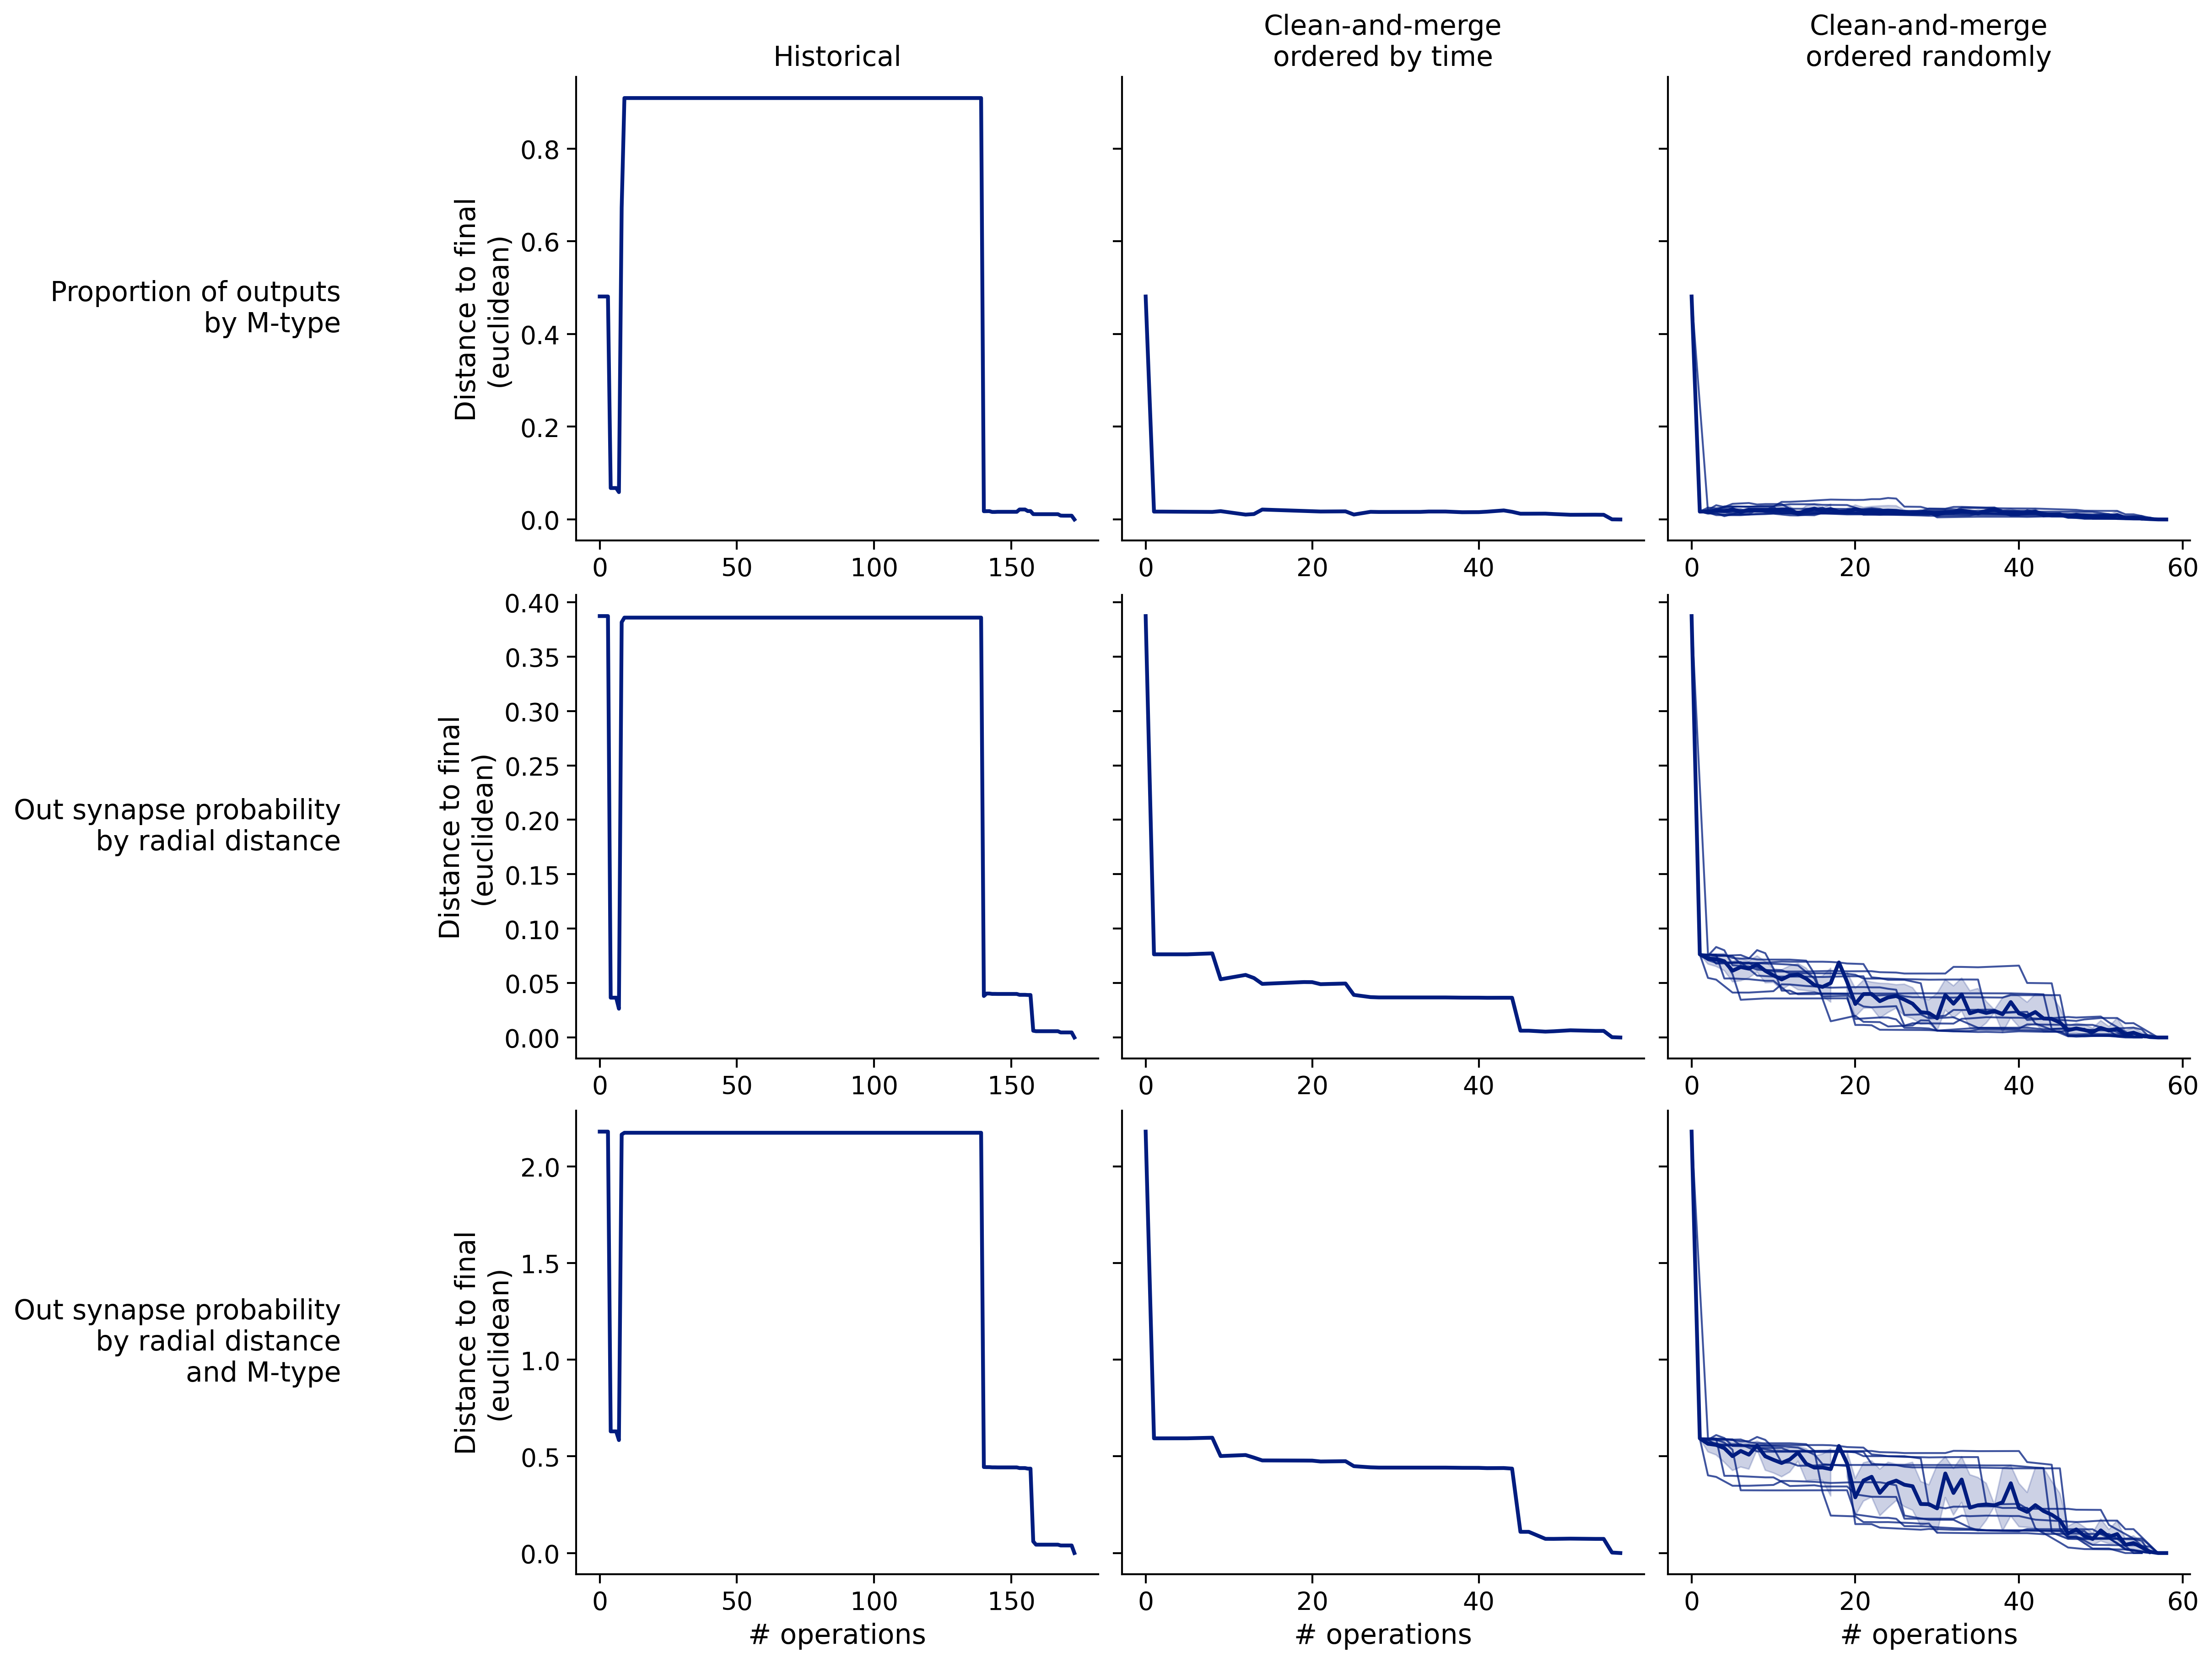 Historical
Clean-and-merge
ordered by time
Clean-and-merge
ordered randomly
Proportion of outputs
by M-type
Distance to final
(euclidean)
0.8
0.6
0.4
0.2
0.0
0 50 100 150
0 20 40
0 20 40 60
Out synapse probability
by radial distance
Distance to final
(euclidean)
0.40
0.35
0.30
0.25
0.20
0.15
0.10
0.05
0.00
0 50 100 150
0 20 40
0 20 40 60
Out synapse probability
by radial distance
and M-type
Distance to final
(euclidean)
2.0
1.5
1.0
0.5
0.0
0 50 100 150
0 20 40
0 20 40 60
# operations
# operations
# operations